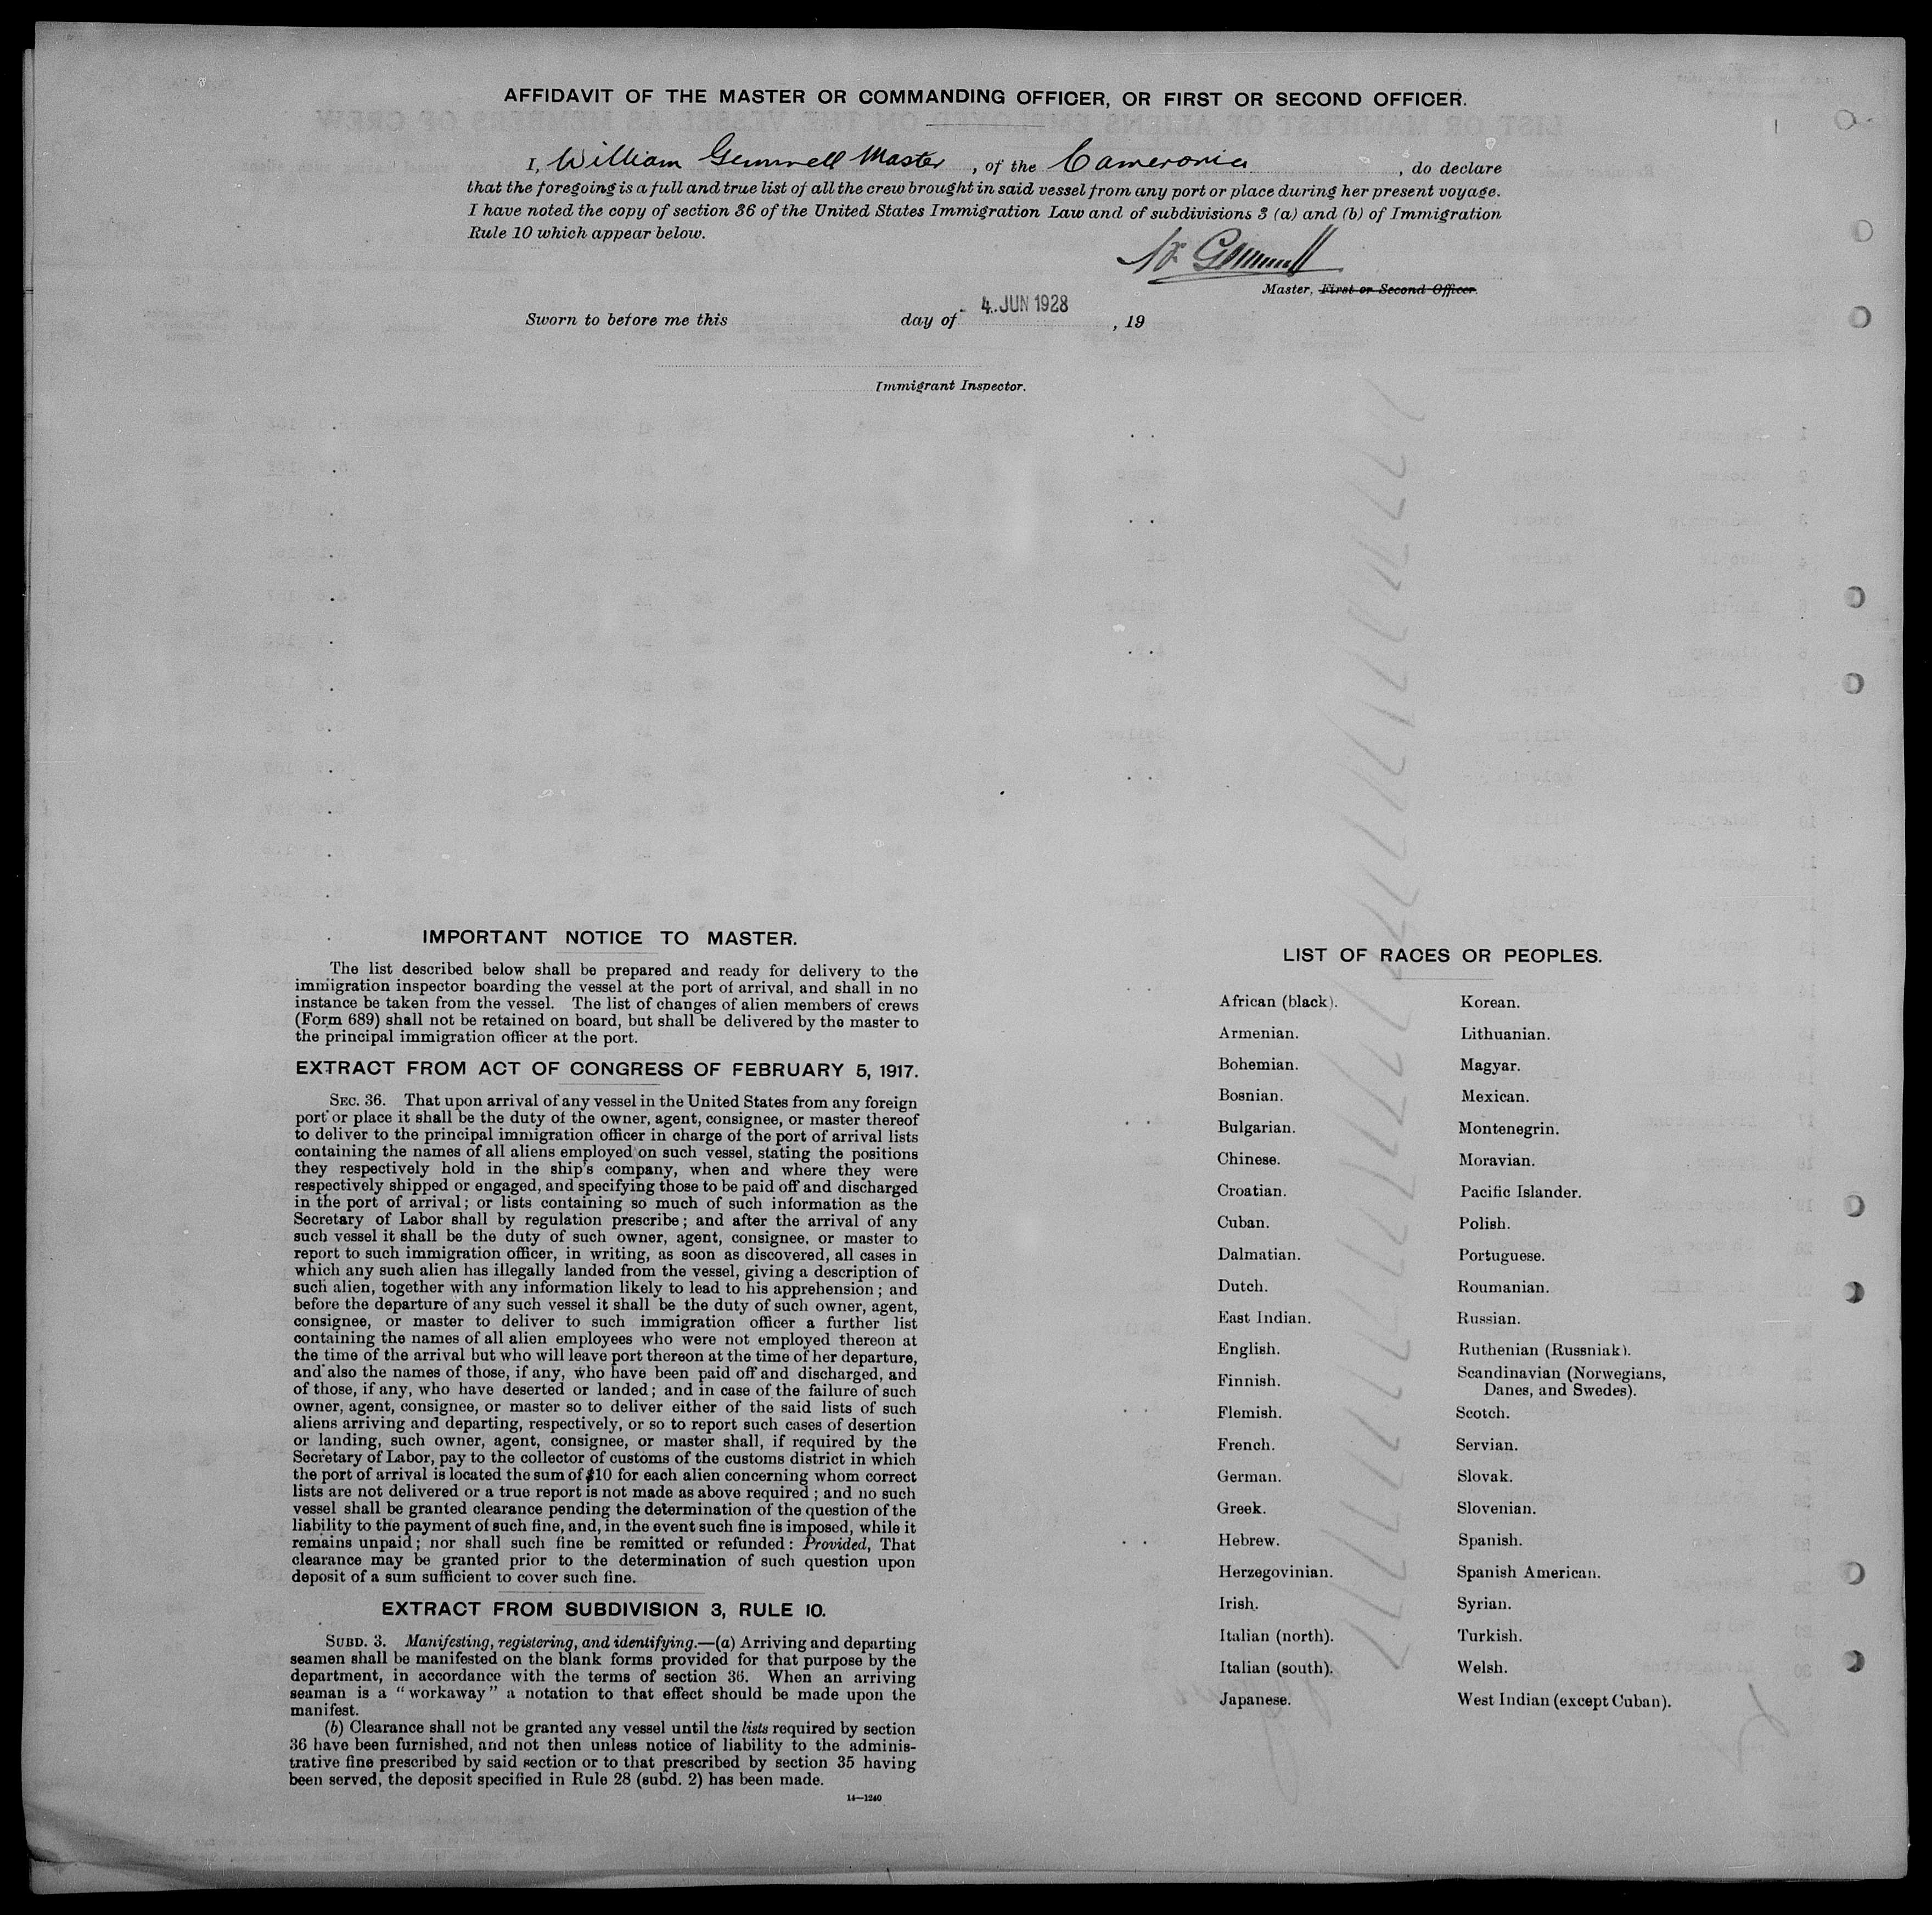 AFFIDAVIT OF THE MASTER OR COMMANDING OFFICER, OR FIRST OR SECOND OFFICER.
I, William Gemmell Master, of the Cameronia, do declare
that the foregoing is a full and true list of all the crew brought in said vessel from any port or place during her present voyage.
I have noted the copy of section 36 of the United States Immigration Law and of subdivisions 3 (a) and (b) of Immigration
Rule 10 which appear below.
Wm Gemmell
Master, First or Second Officer.
Sworn to before me this day of 4. JUN 1928, 19
Immigrant Inspector.
IMPORTANT NOTICE TO MASTER.
The list described below shall be prepared and ready for delivery to the
immigration inspector boarding the vessel at the port of arrival, and shall in no
instance be taken from the vessel. The list of changes of alien members of crews
(Form 689) shall not be retained on board, but shall be delivered by the master to
the principal immigration officer at the port.
EXTRACT FROM ACT OF CONGRESS OF FEBRUARY 5, 1917.
SEC. 36. That upon arrival of any vessel in the United States from any foreign
port or place it shall be the duty of the owner, agent, consignee, or master thereof
to deliver to the principal immigration officer in charge of the port of arrival lists
containing the names of all aliens employed on such vessel, stating the positions
they respectively hold in the ship's company, when and where they were
respectively shipped or engaged, and specifying those to be paid off and discharged
in the port of arrival; or lists containing so much of such information as the
Secretary of Labor shall by regulation prescribe; and after the arrival of any
such vessel it shall be the duty of such owner, agent, consignee, or master to
report to such immigration officer, in writing, as soon as discovered, all cases in
which any such alien has illegally landed from the vessel, giving a description of
such alien, together with any information likely to lead to his apprehension; and
before the departure of any such vessel it shall be the duty of such owner, agent,
consignee, or master to deliver to such immigration officer a further list
containing the names of all alien employees who were not employed thereon at
the time of the arrival but who will leave port thereon at the time of her departure,
and also the names of those, if any, who have been paid off and discharged, and
of those, if any, who have deserted or landed; and in case of the failure of such
owner, agent, consignee, or master so to deliver either of the said lists of such
aliens arriving and departing, respectively, or so to report such cases of desertion
or landing, such owner, agent, consignee, or master shall, if required by the
Secretary of Labor, pay to the collector of customs of the customs district in which
the port of arrival is located the sum of $10 for each alien concerning whom correct
lists are not delivered or a true report is not made as above required; and no such
vessel shall be granted clearance pending the determination of the question of the
liability to the payment of such fine, and, in the event such fine is imposed, while it
remains unpaid; nor shall such fine be remitted or refunded: Provided, That
clearance may be granted prior to the determination of such question upon
deposit of a sum sufficient to cover such fine.
EXTRACT FROM SUBDIVISION 3, RULE 10.
SUBD. 3. Manifesting, registering, and identifying.—(a) Arriving and departing
seamen shall be manifested on the blank forms provided for that purpose by the
department, in accordance with the terms of section 36. When an arriving
seaman is a "workaway" a notation to that effect should be made upon the
manifest.
(b) Clearance shall not be granted any vessel until the lists required by section
36 have been furnished, and not then unless notice of liability to the adminis-
trative fine prescribed by said section or to that prescribed by section 35 having
been served, the deposit specified in Rule 28 (subd. 2) has been made.
14—1240
LIST OF RACES OR PEOPLES.
African (black).
Armenian.
Bohemian.
Bosnian.
Bulgarian.
Chinese.
Croatian.
Cuban.
Dalmatian.
Dutch.
East Indian.
English.
Finnish.
Flemish.
French.
German.
Greek.
Hebrew.
Herzegovinian.
Irish.
Italian (north).
Italian (south).
Japanese.
Korean.
Lithuanian.
Magyar.
Mexican.
Montenegrin.
Moravian.
Pacific Islander.
Polish.
Portuguese.
Roumanian.
Russian.
Ruthenian (Russniak).
Scandinavian (Norwegians,
Danes, and Swedes).
Scotch.
Servian.
Slovak.
Slovenian.
Spanish.
Spanish American.
Syrian.
Turkish.
Welsh.
West Indian (except Cuban).